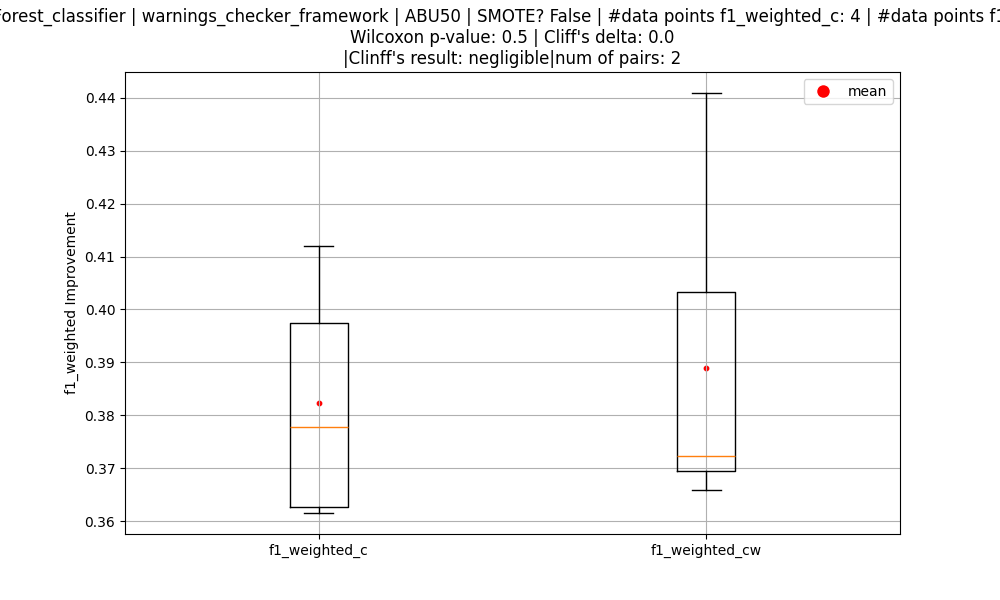 Forest_classifier | warnings_checker_framework | ABU50 | SMOTE? False | #data points f1_weighted_c: 4 | #data points f1
Wilcoxon p-value: 0.5 | Cliff's delta: 0.0
|Clinff's result: negligible|num of pairs: 2
mean
0.44
0.43
0.42
0.41
0.40
0.39
0.38
0.37
0.36
f1_weighted Improvement
f1_weighted_c
f1_weighted_cw